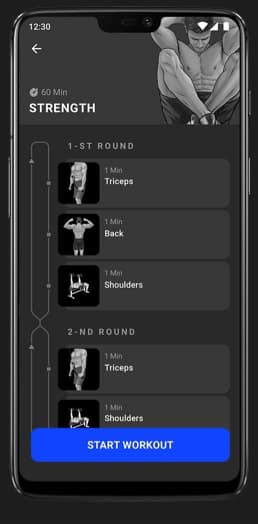 12:30
60 Min
STRENGTH
1-ST ROUND
1 Min
Triceps
1 Min
Back
1 Min
Shoulders
2-ND ROUND
1 Min
Triceps
1 Min
Shoulders
START WORKOUT